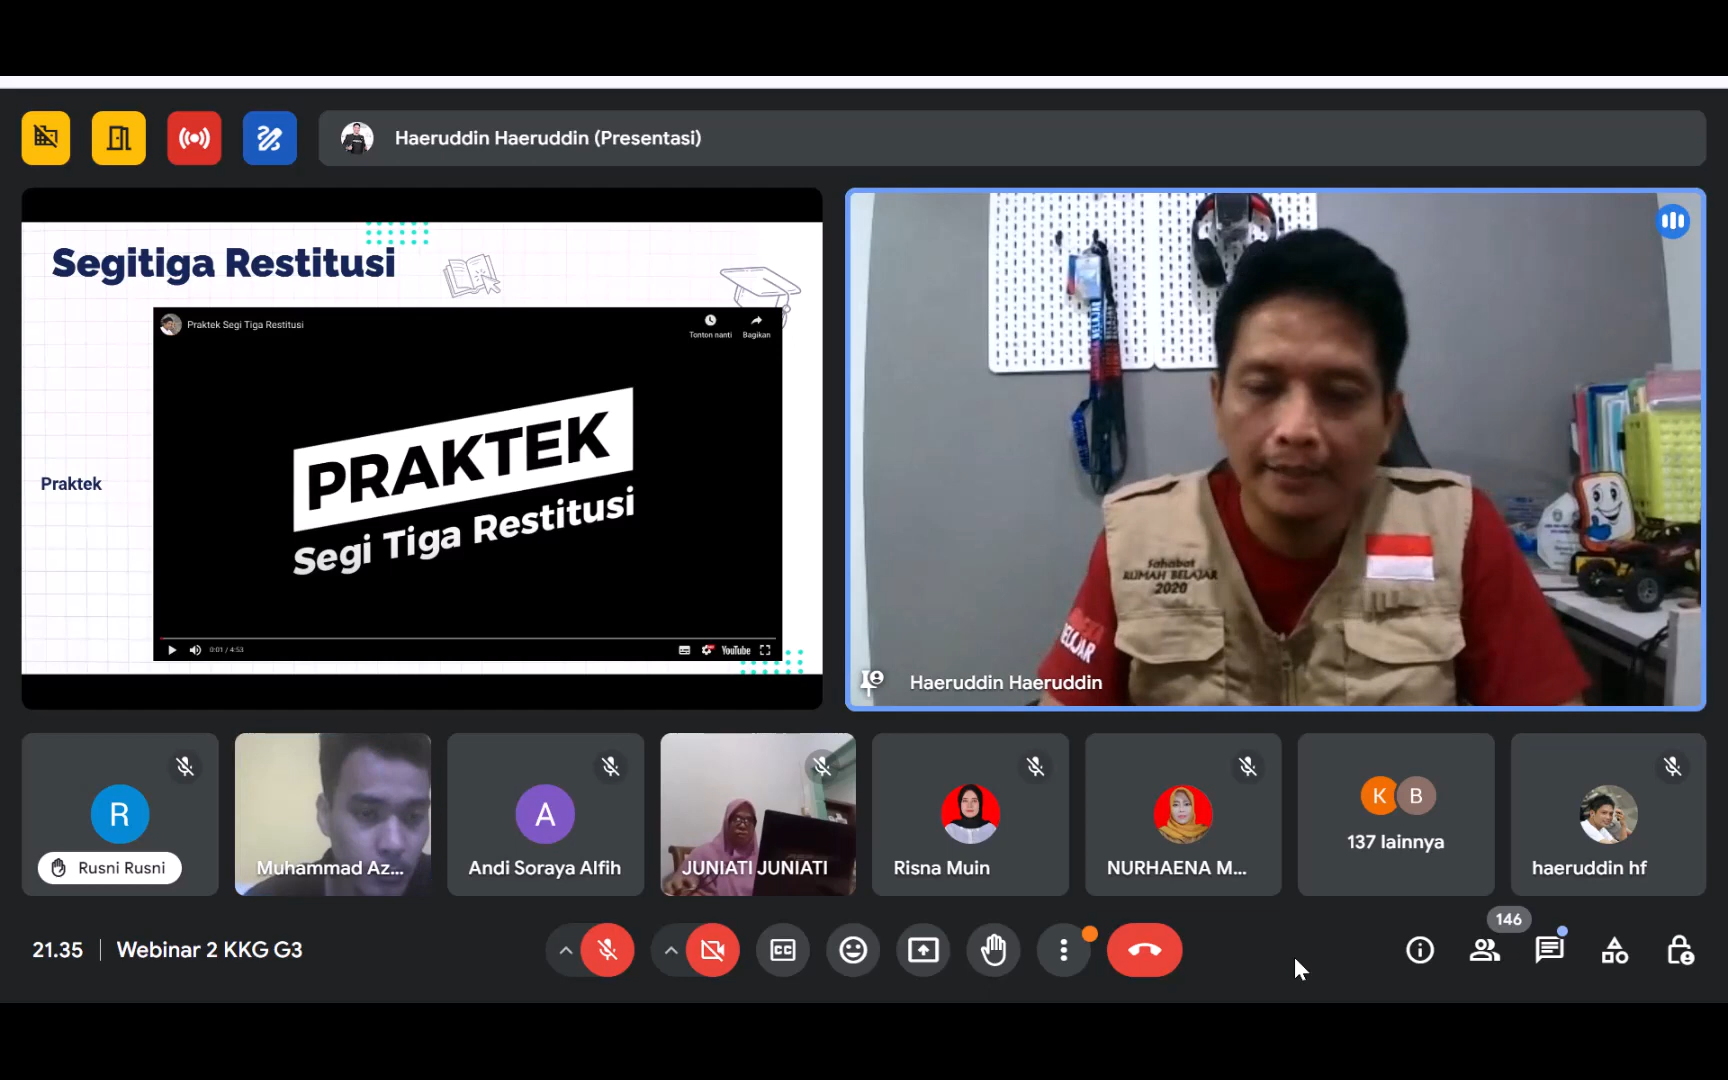 Haeruddin Haeruddin (Presentasi)
Segitiga Restitusi
Praktek Segi Tiga Restitusi
Tonton nanti
Bagikan
PRAKTEK
Segi Tiga Restitusi
Praktek
0:01 / 4:53
YouTube
Sahabat
RUMAH BELAJAR
2020
BELAJAR
Haeruddin Haeruddin
R
Rusni Rusni
Muhammad Az...
A
Andi Soraya Alfih
JUNIATI JUNIATI
Risna Muin
NURHAENA M...
K
B
137 lainnya
haeruddin hf
21.35
Webinar 2 KKG G3
CC
146